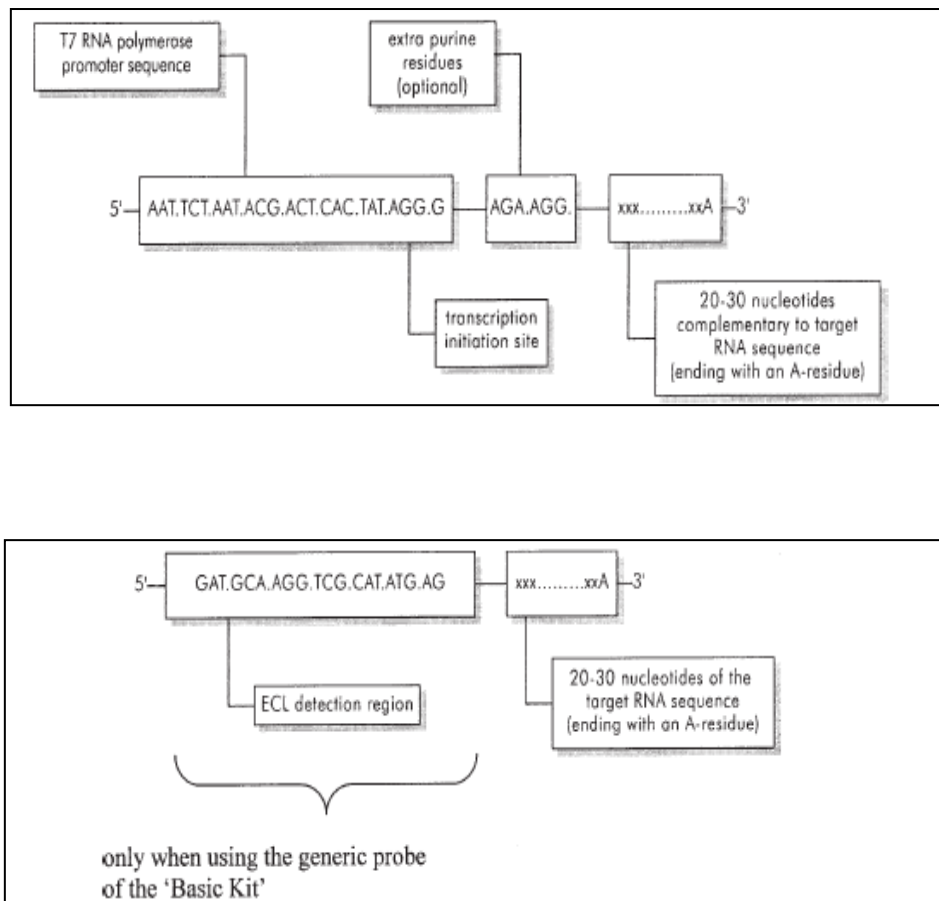 T7 RNA polymerase
promoter sequence
extra purine
residues
(optional)
5'
AAT.TCT.AAT.ACG.ACT.CAC.TAT.AGG.G
AGA.AGG.
xxx.........xxA
3'
transcription
initiation site
20-30 nucleotides
complementary to target
RNA sequence
(ending with an A-residue)
5'
GAT.GCA.AGG.TCG.CAT.ATG.AG
xxx.........xxA
3'
ECL detection region
20-30 nucleotides of the
target RNA sequence
(ending with an A-residue)
only when using the generic probe
of the ‘Basic Kit’